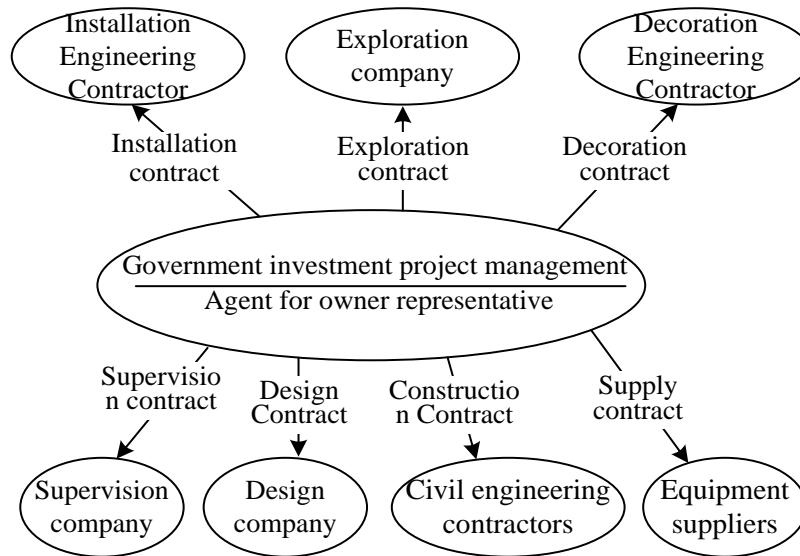 Installation
Engineering
Contractor
Exploration
company
Decoration
Engineering
Contractor
Installation
contract
Exploration
contract
Decoration
contract
Government investment project management
Agent for owner representative
Supervisio
n contract
Design
Contract
Constructio
n Contract
Supply
contract
Supervision
company
Design
company
Civil engineering
contractors
Equipment
suppliers